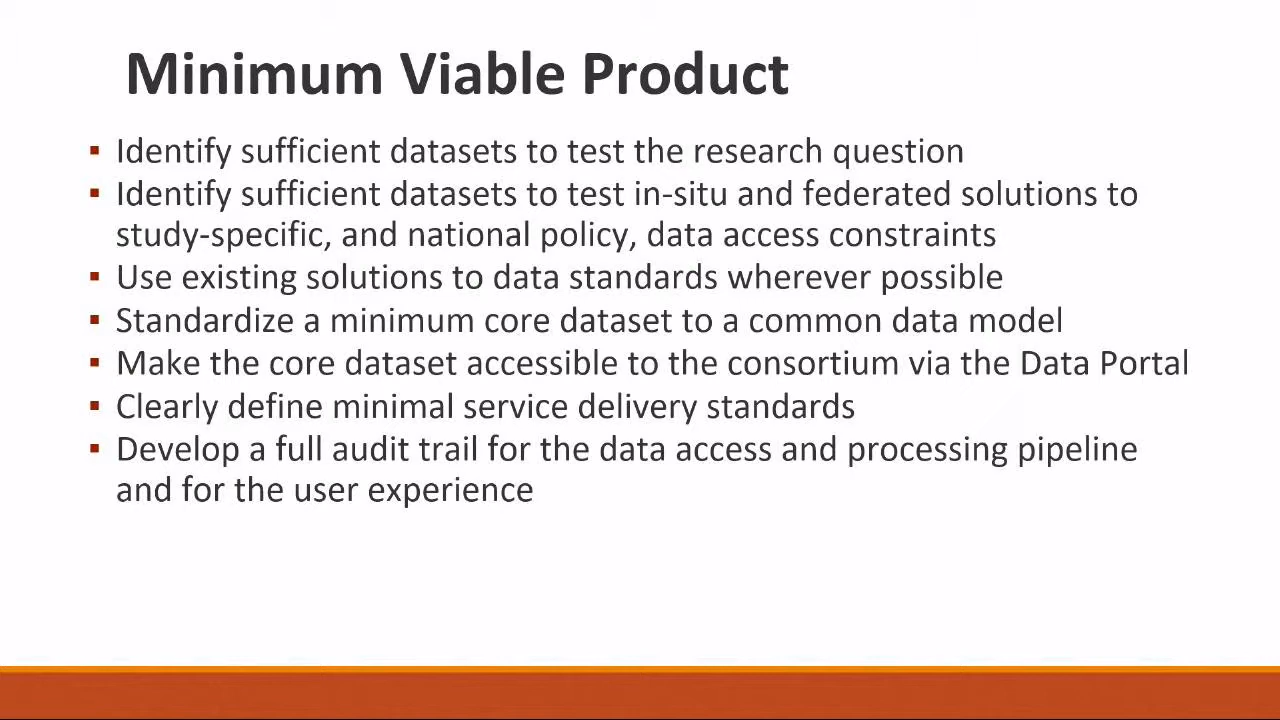 Minimum Viable Product
▪ Identify sufficient datasets to test the research question
▪ Identify sufficient datasets to test in-situ and federated solutions to
study-specific, and national policy, data access constraints
▪ Use existing solutions to data standards wherever possible
▪ Standardize a minimum core dataset to a common data model
▪ Make the core dataset accessible to the consortium via the Data Portal
▪ Clearly define minimal service delivery standards
▪ Develop a full audit trail for the data access and processing pipeline
and for the user experience